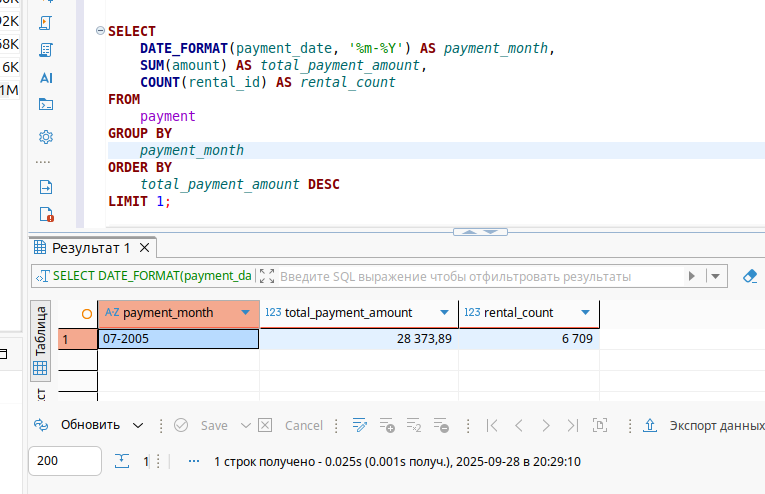 92K
58K
6K
1M
AI
SELECT
DATE_FORMAT(payment_date, '%m-%Y') AS payment_month,
SUM(amount) AS total_payment_amount,
COUNT(rental_id) AS rental_count
FROM
payment
GROUP BY
payment_month
ORDER BY
total_payment_amount DESC
LIMIT 1;
Результат 1
SELECT DATE_FORMAT(payment_da
Введите SQL выражение чтобы отфильтровать результаты
Таблица
A-Z payment_month 123 total_payment_amount 123 rental_count
1 07-2005 28 373,89 6 709
Обновить Save Cancel Экспорт данных
200 1 ... 1 строк получено - 0.025s (0.001s получ.), 2025-09-28 в 20:29:10